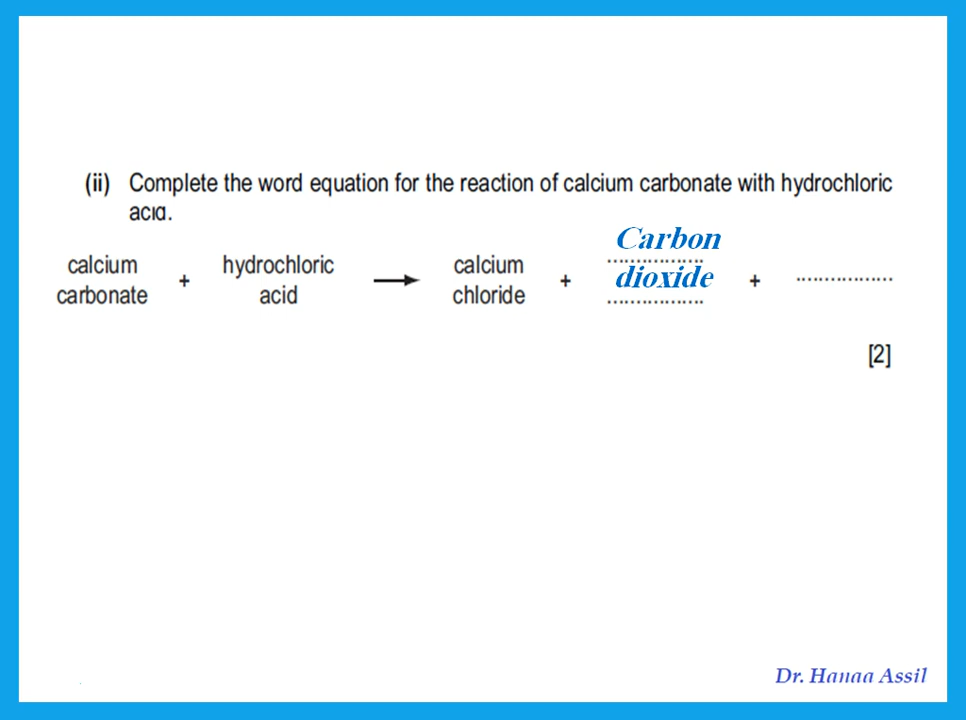 (ii) Complete the word equation for the reaction of calcium carbonate with hydrochloric
acid.
Carbon
calcium hydrochloric calcium dioxide
+ → + + ..................
carbonate acid chloride ..................
[2]
Dr. Hanaa Assil